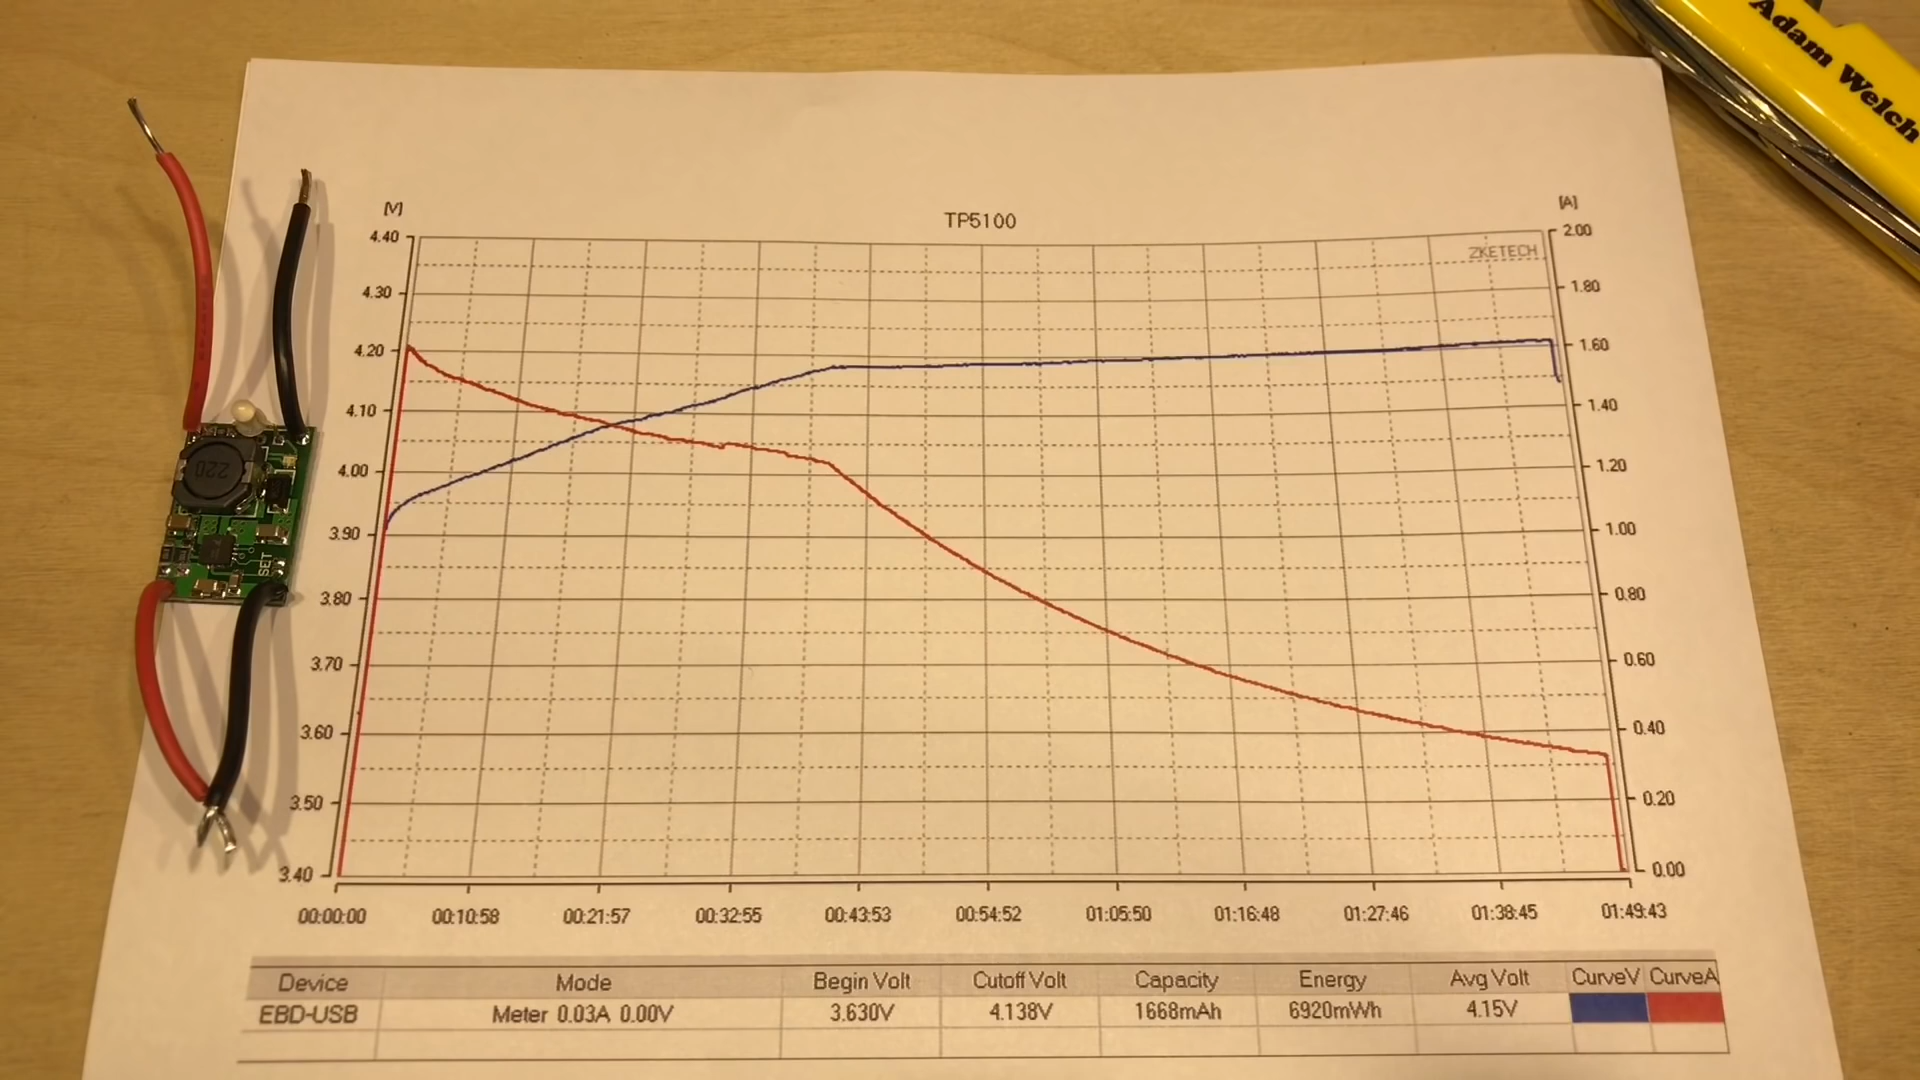 Adam Welch
[V]
TP5100
[A]
4.40
2.00
ZKETECH
4.30
1.80
4.20
1.60
4.10
1.40
4.00
1.20
220
3.90
1.00
SET
3.80
0.80
3.70
0.60
3.60
0.40
3.50
0.20
3.40
0.00
00:00:00 00:10:58 00:21:57 00:32:55 00:43:53 00:54:52 01:05:50 01:16:48 01:27:46 01:38:45 01:49:43
Device Mode Begin Volt Cutoff Volt Capacity Energy Avg Volt CurveV CurveA
EBD-USB Meter 0.03A 0.00V 3.630V 4.138V 1668mAh 6920mWh 4.15V